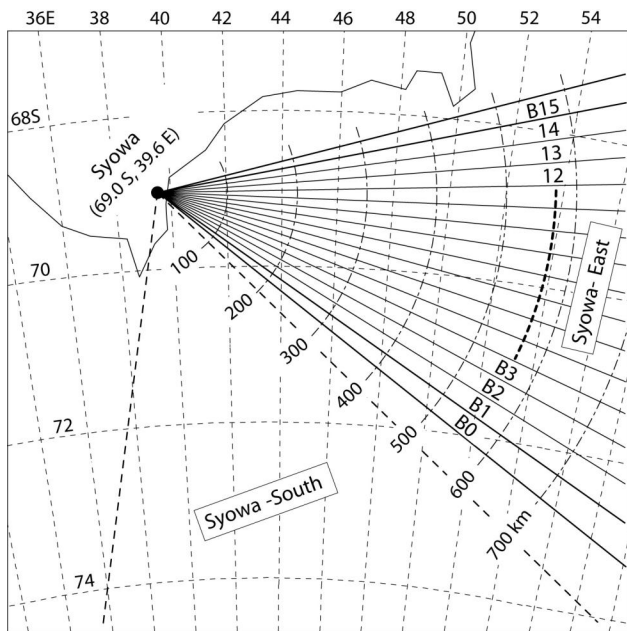 36E 38 40 42 44 46 48 50 52 54
68S
Syowa
(69.0 S, 39.6 E)
B15
14
13
12
Syowa- East
70
100
200
300
400
500
600
700 km
B3
B2
B1
B0
72
Syowa -South
74